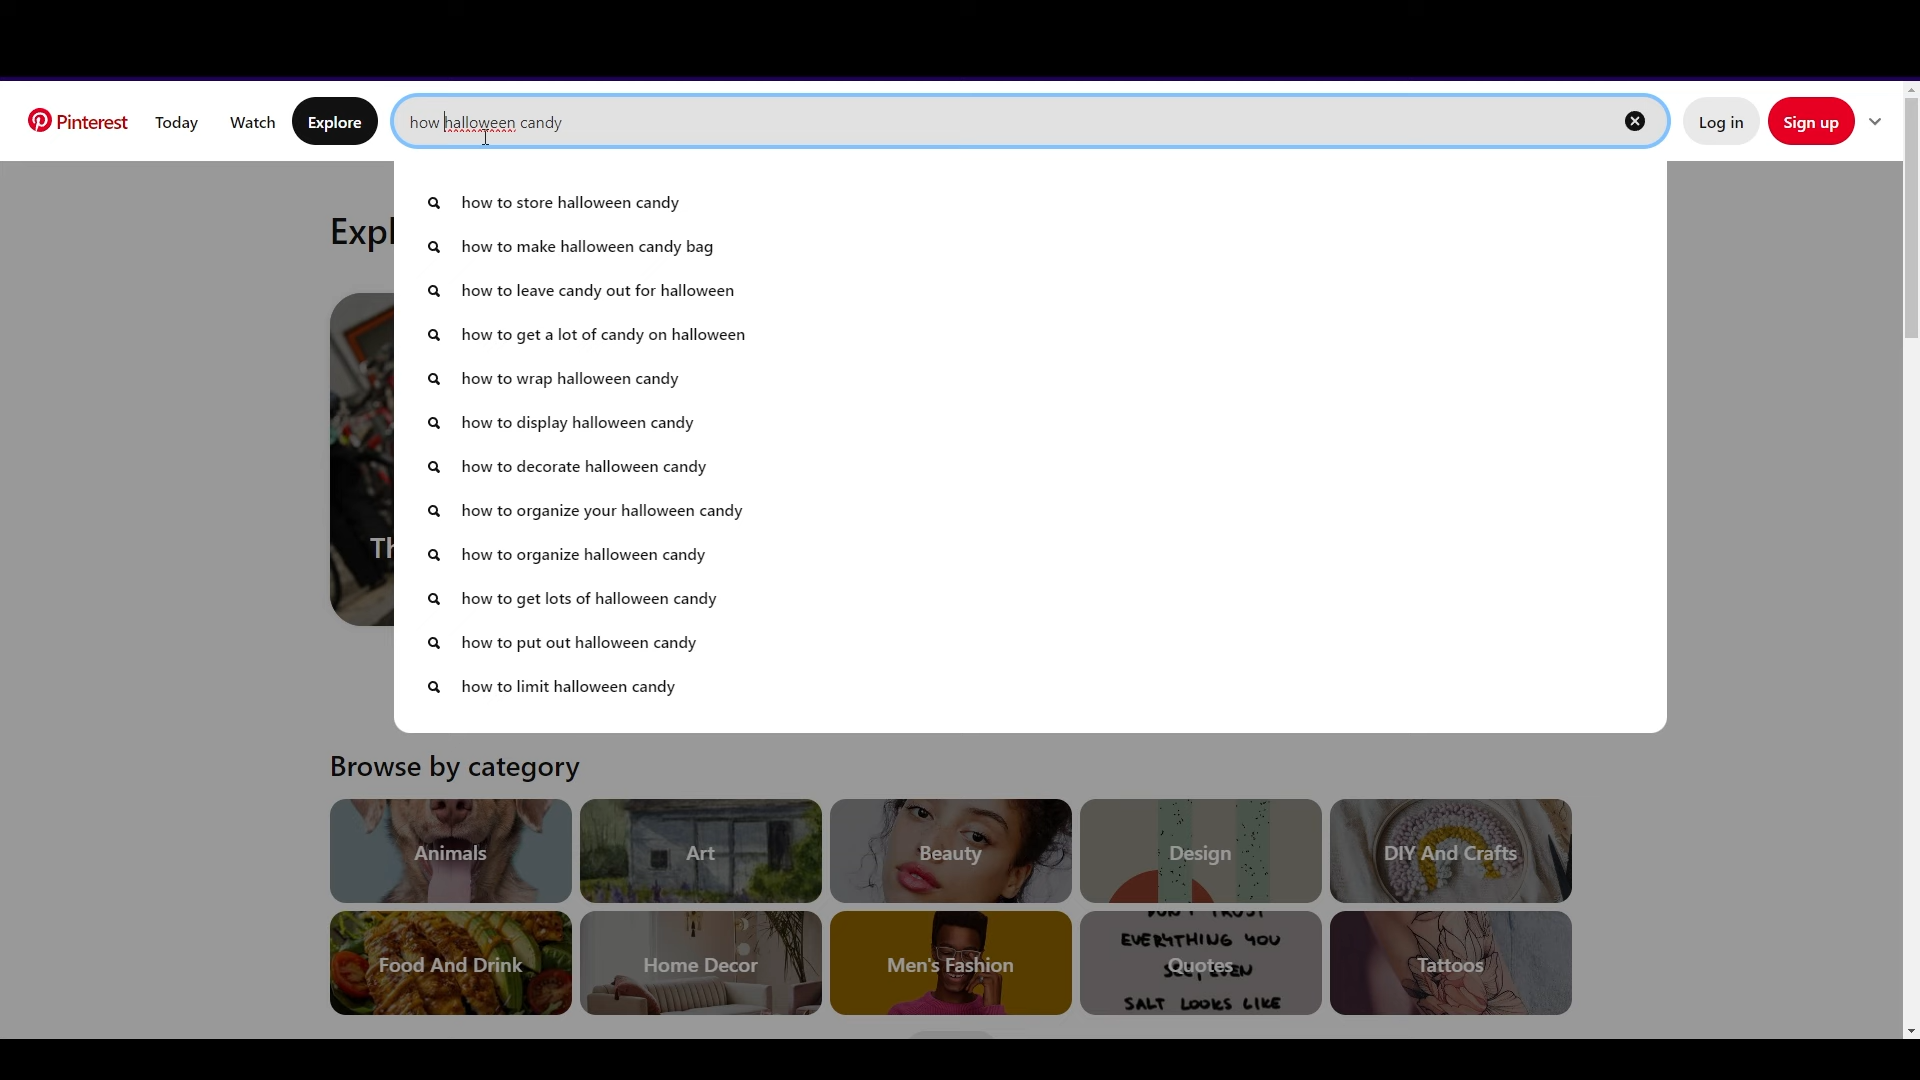 Pinterest
Today
Watch
Explore
how halloween candy
Log in
Sign up
Expl
how to store halloween candy
how to make halloween candy bag
how to leave candy out for halloween
how to get a lot of candy on halloween
how to wrap halloween candy
how to display halloween candy
how to decorate halloween candy
how to organize your halloween candy
Th
how to organize halloween candy
how to get lots of halloween candy
how to put out halloween candy
how to limit halloween candy
Browse by category
Animals
Art
Beauty
Design
DIY And Crafts
Food And Drink
Home Decor
Men's Fashion
DON'T TRUST
EVERYTHING YOU
SEE, EVEN
SALT LOOKS LIKE
Quotes
Tattoos